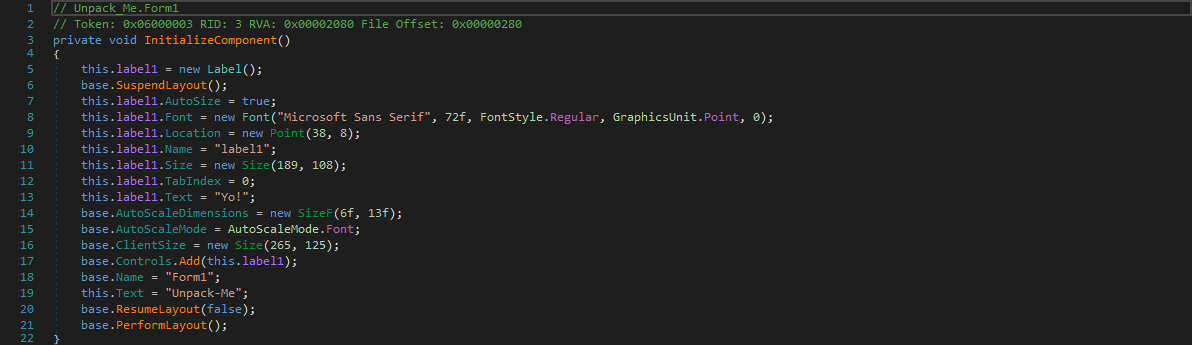 1 // Unpack_Me.Form1
2 // Token: 0x06000003 RID: 3 RVA: 0x00002080 File Offset: 0x00000280
3 private void InitializeComponent()
4 {
5 this.label1 = new Label();
6 base.SuspendLayout();
7 this.label1.AutoSize = true;
8 this.label1.Font = new Font("Microsoft Sans Serif", 72f, FontStyle.Regular, GraphicsUnit.Point, 0);
9 this.label1.Location = new Point(38, 8);
10 this.label1.Name = "label1";
11 this.label1.Size = new Size(189, 108);
12 this.label1.TabIndex = 0;
13 this.label1.Text = "Yo!";
14 base.AutoScaleDimensions = new SizeF(6f, 13f);
15 base.AutoScaleMode = AutoScaleMode.Font;
16 base.ClientSize = new Size(265, 125);
17 base.Controls.Add(this.label1);
18 base.Name = "Form1";
19 this.Text = "Unpack-Me";
20 base.ResumeLayout(false);
21 base.PerformLayout();
22 }